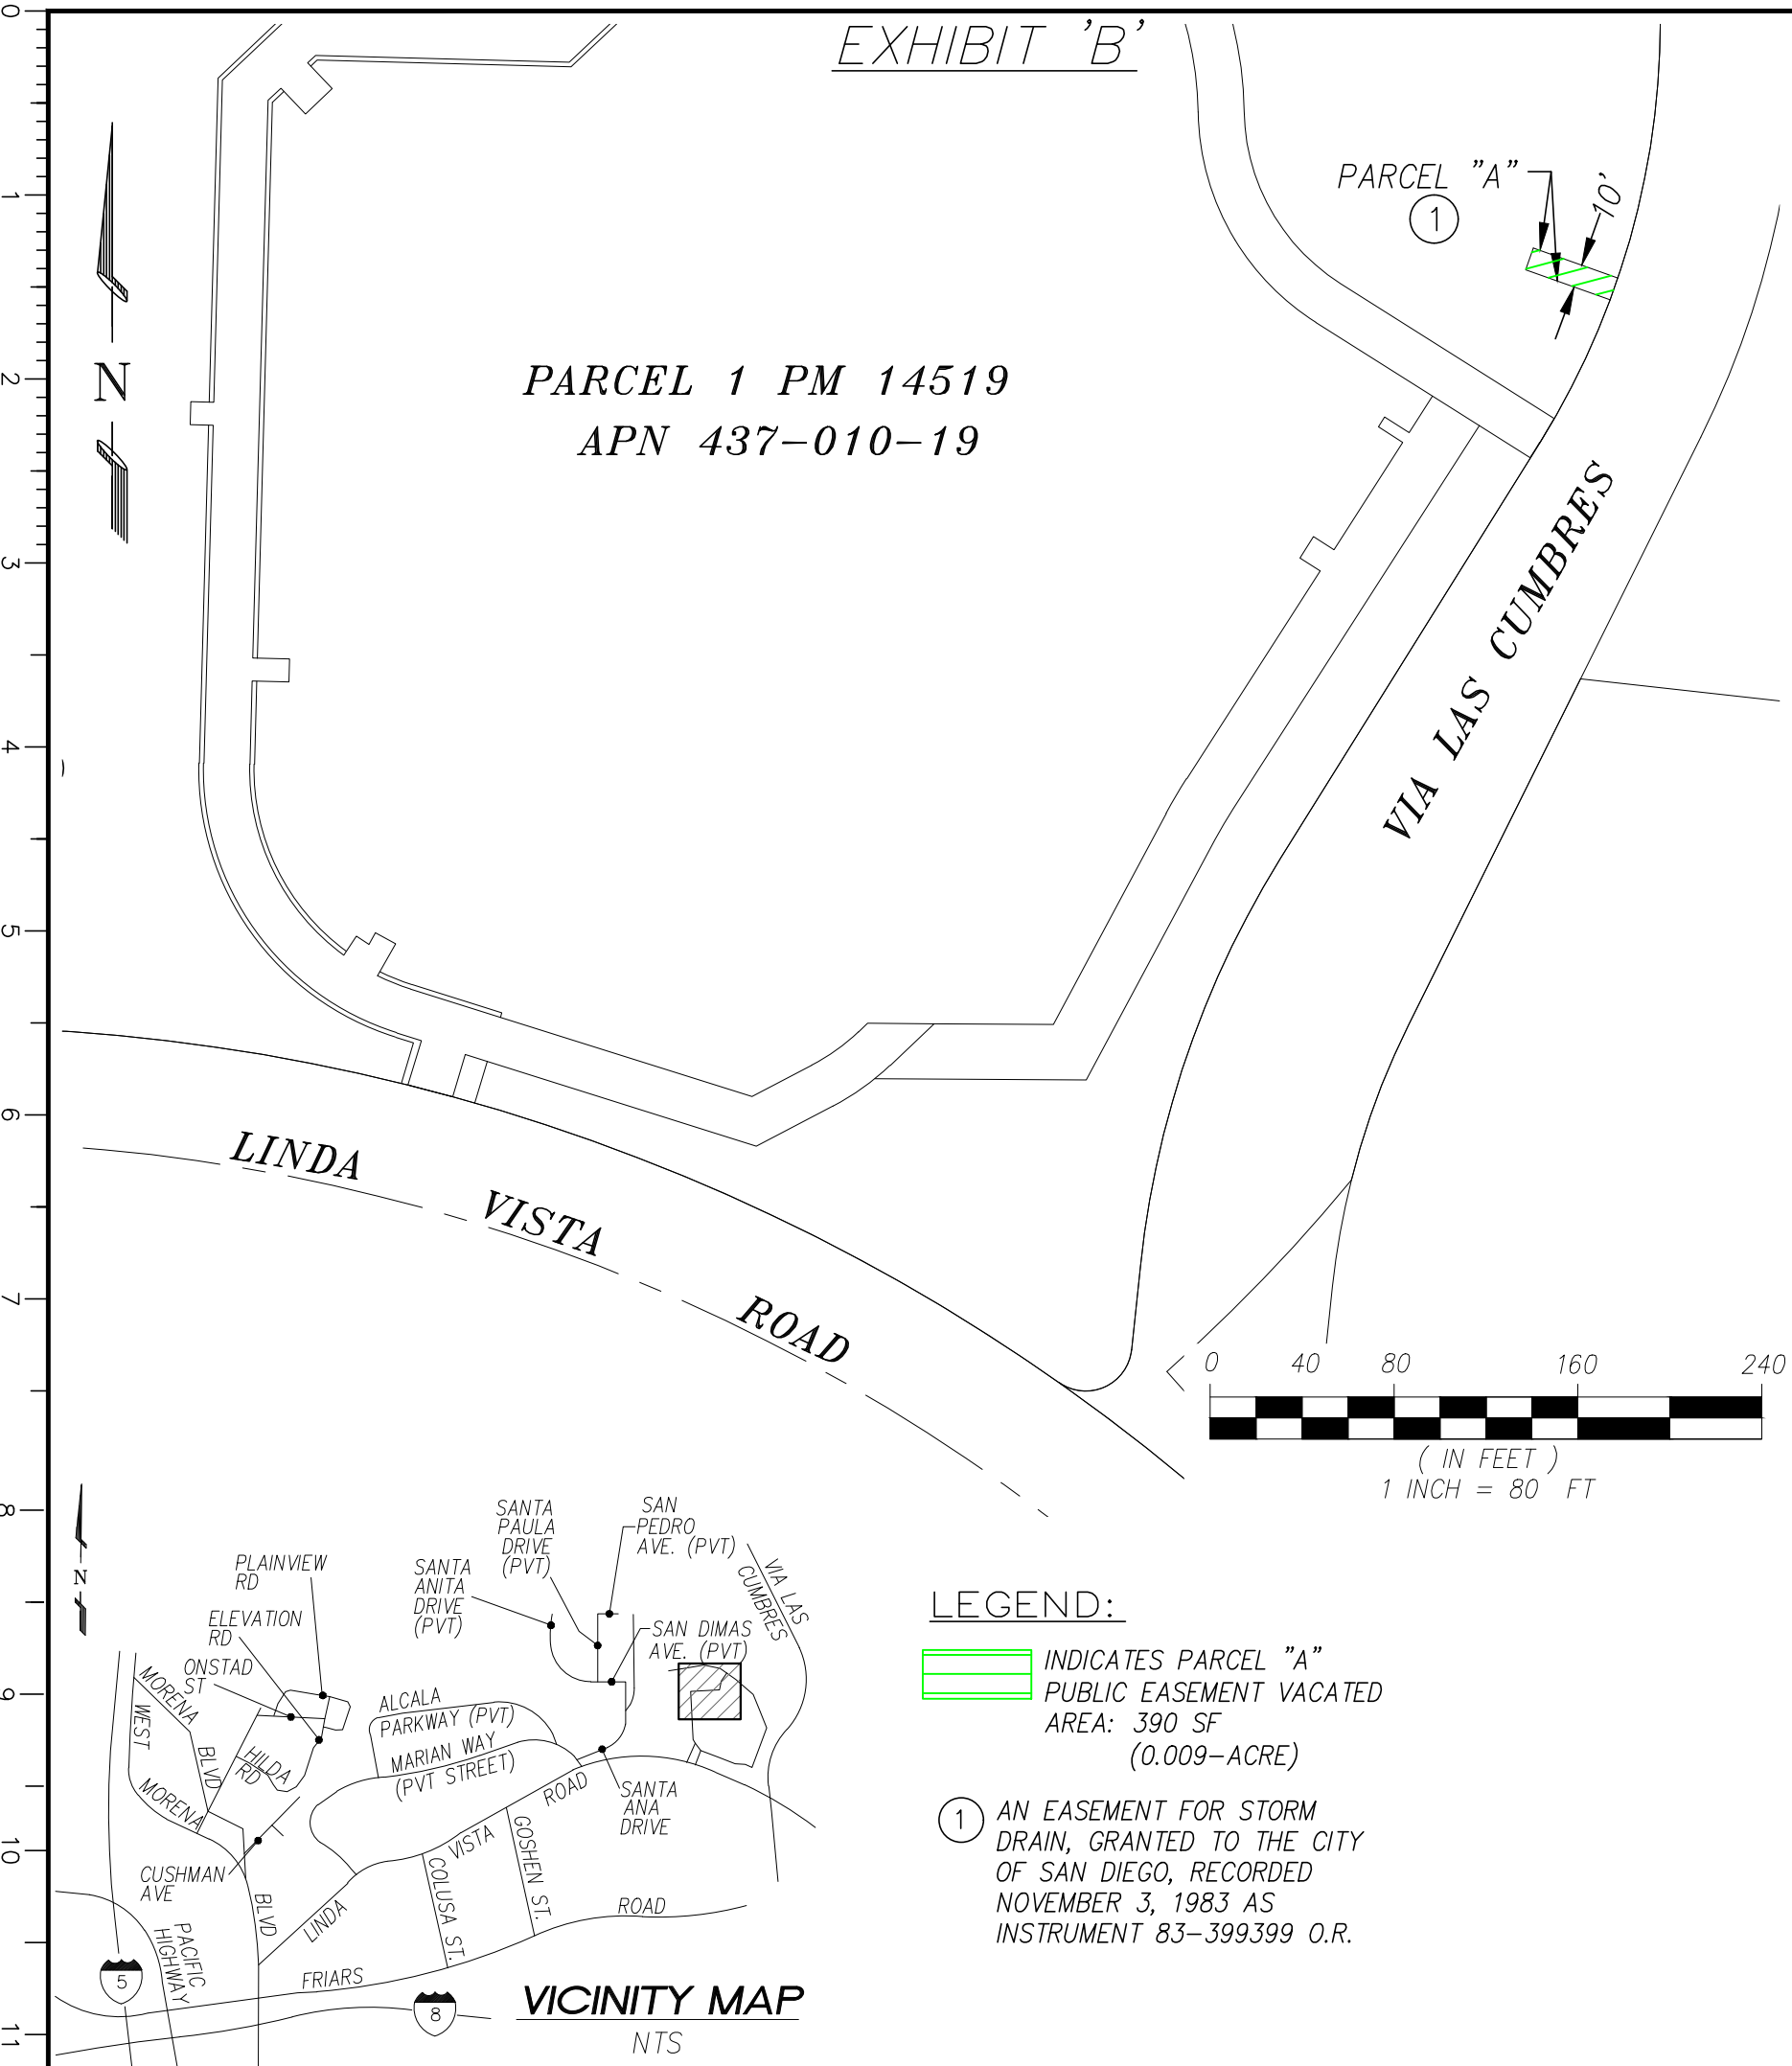 EXHIBIT 'B'
PARCEL "A"
1
10'
N
PARCEL 1 PM 14519
APN 437-010-19
VIA LAS CUMBRES
LINDA VISTA ROAD
0 40 80 160 240
( IN FEET )
1 INCH = 80 FT
0
1
2
3
4
5
6
7
8
9
10
11
N
PLAINVIEW
RD
ELEVATION
RD
ONSTAD
ST
SANTA
ANITA
DRIVE
(PVT)
SANTA
PAULA
DRIVE
(PVT)
SAN
PEDRO
AVE. (PVT)
SAN DIMAS
AVE. (PVT)
VIA LAS
CUMBRES
MORENA
BLVD
WEST
MORENA
BLVD
HILDA
RD
ALCALA
PARKWAY (PVT)
MARIAN WAY
(PVT STREET)
SANTA
ANA
DRIVE
LINDA
VISTA
ROAD
GOSHEN ST.
COLUSA ST.
CUSHMAN
AVE
PACIFIC
HIGHWAY
FRIARS
ROAD
5
8
VICINITY MAP
NTS
LEGEND:
INDICATES PARCEL "A"
PUBLIC EASEMENT VACATED
AREA: 390 SF
(0.009-ACRE)
1
AN EASEMENT FOR STORM
DRAIN, GRANTED TO THE CITY
OF SAN DIEGO, RECORDED
NOVEMBER 3, 1983 AS
INSTRUMENT 83-399399 O.R.